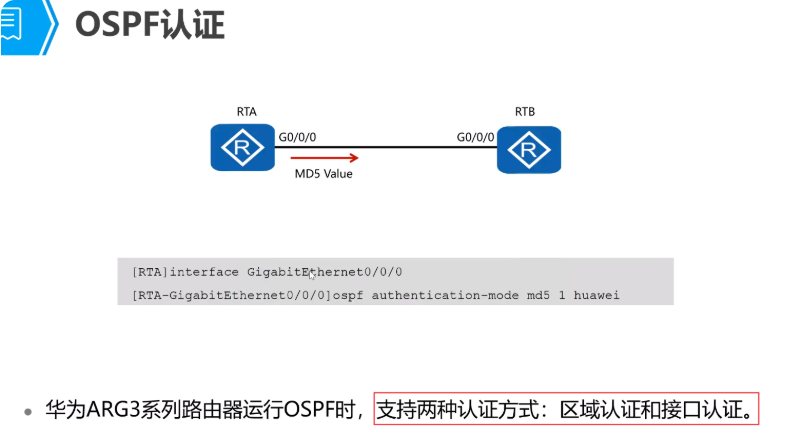 OSPF认证
RTA
RTB
G0/0/0
G0/0/0
MD5 Value
[RTA]interface GigabitEthernet0/0/0
[RTA-GigabitEthernet0/0/0]ospf authentication-mode md5 1 huawei
• 华为ARG3系列路由器运行OSPF时，支持两种认证方式：区域认证和接口认证。